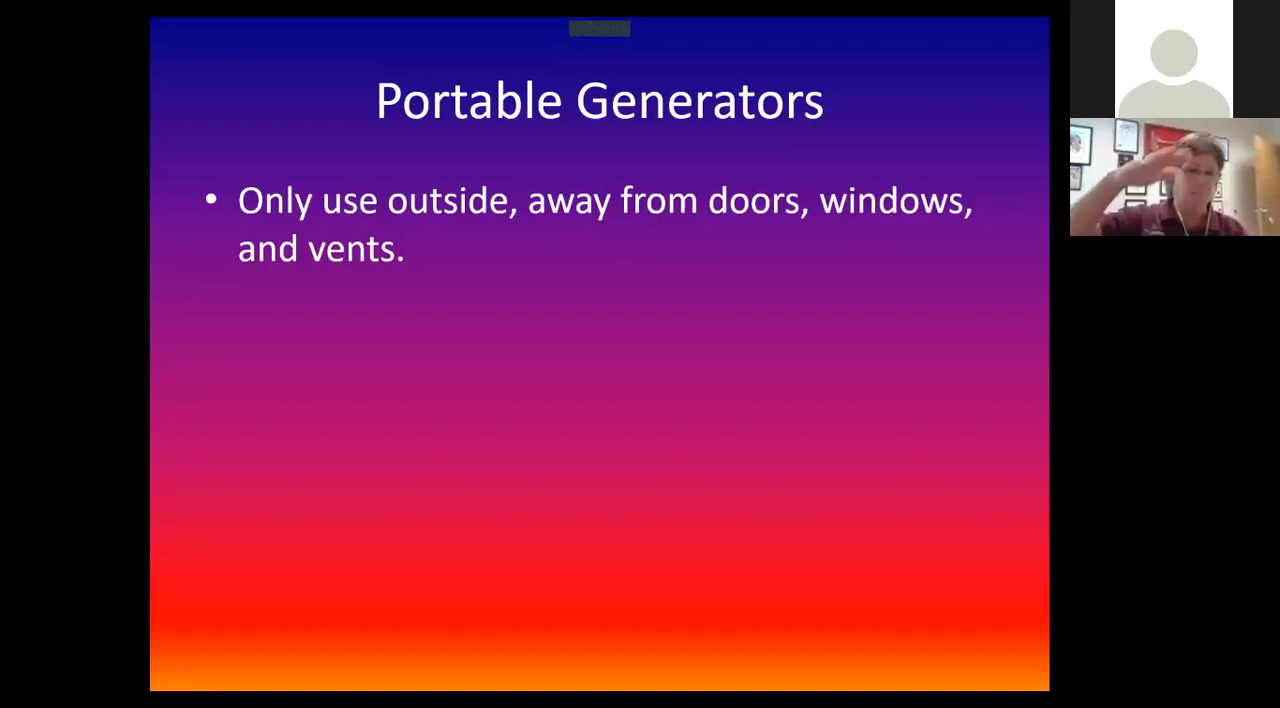 Portable Generators
• Only use outside, away from doors, windows,
and vents.